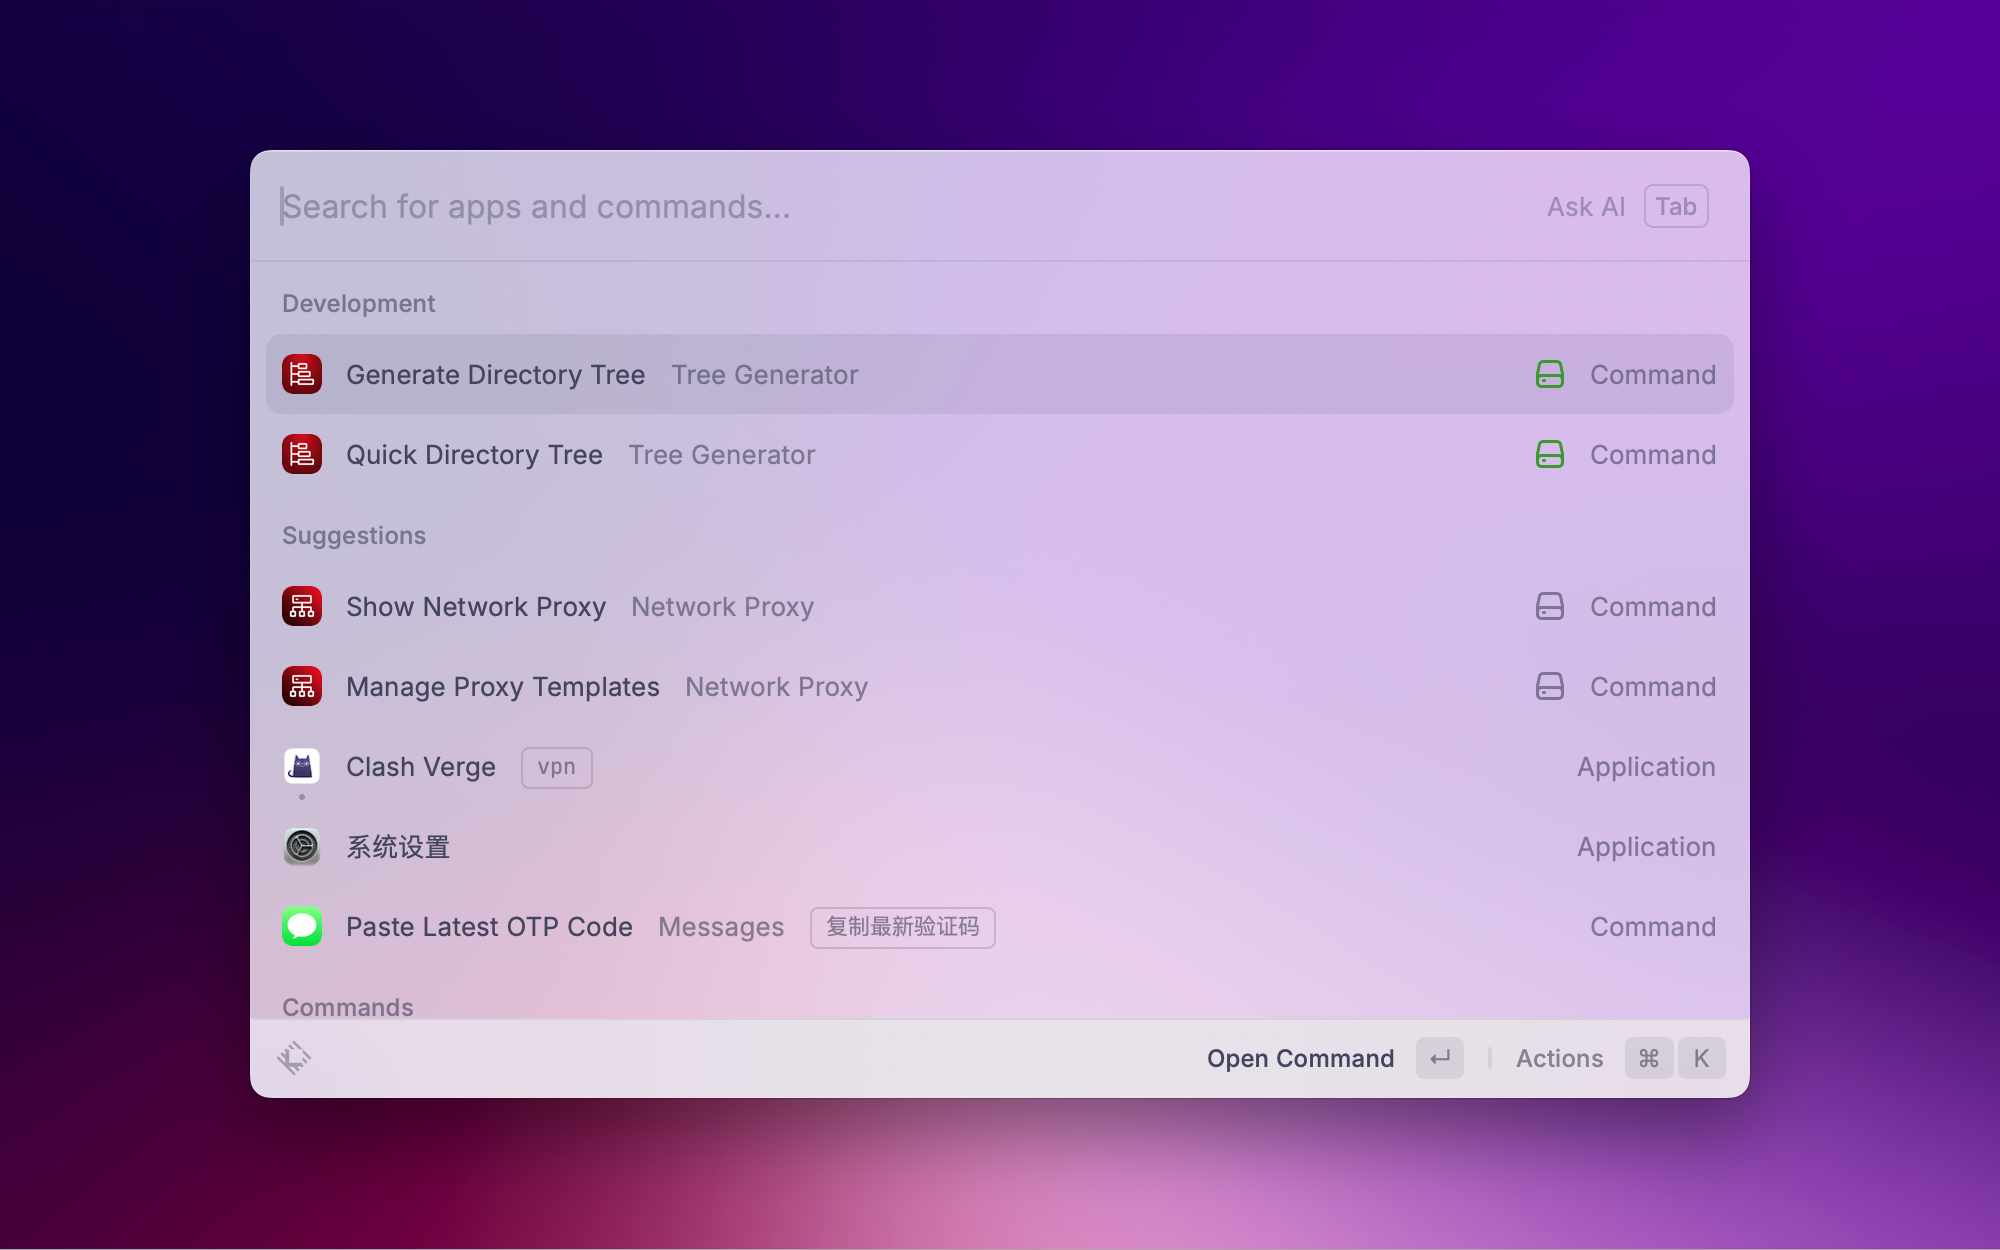 Search for apps and commands... Ask AI Tab
Development
Generate Directory Tree Tree Generator Command
Quick Directory Tree Tree Generator Command
Suggestions
Show Network Proxy Network Proxy Command
Manage Proxy Templates Network Proxy Command
Clash Verge vpn Application
系统设置 Application
Paste Latest OTP Code Messages 复制最新验证码 Command
Commands
Open Command ↵ Actions ⌘ K